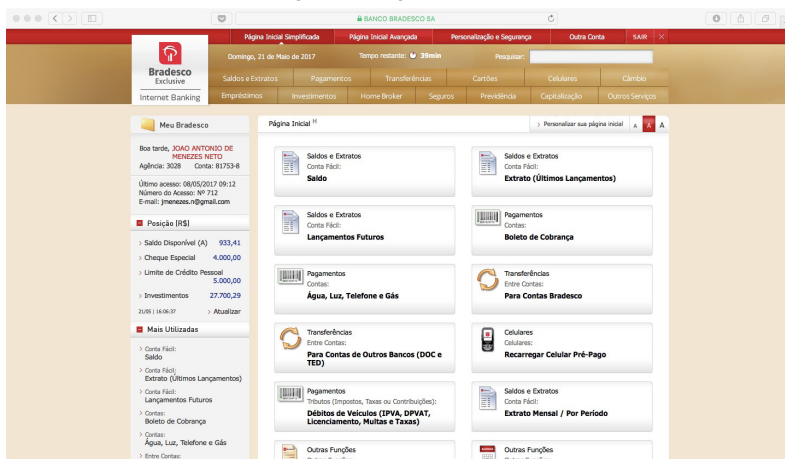 BANCO BRADESCO SA
Página Inicial Simplificada Página Inicial Avançada Personalização e Segurança Outra Conta SAIR
Domingo, 21 de Maio de 2017 Tempo restante: 39min Pesquisar:
Bradesco
Exclusive
Internet Banking
Saldos e Extratos Pagamentos Transferências Cartões Celulares Câmbio
Empréstimos Investimentos Home Broker Seguros Previdência Capitalização Outros Serviços
Meu Bradesco
Boa tarde, JOAO ANTONIO DE
MENEZES NETO
Agência: 3028 Conta: 81753-8
Último acesso: 08/05/2017 09:12
Número do Acesso: Nº 712
E-mail: jmenezes.n@gmail.com
Posição (R$)
Saldo Disponível (A) 933,41
Cheque Especial 4.000,00
Limite de Crédito Pessoal
5.000,00
Investimentos 27.700,29
21/05 | 16:06:37 > Atualizar
Mais Utilizadas
> Conta Fácil:
Saldo
> Conta Fácil:
Extrato (Últimos Lançamentos)
> Conta Fácil:
Lançamentos Futuros
> Contas:
Boleto de Cobrança
> Contas:
Água, Luz, Telefone e Gás
> Entre Contas:
Página Inicial H
> Personalizar sua página inicial A A A
Saldos e Extratos
Conta Fácil:
Saldo
Saldos e Extratos
Conta Fácil:
Extrato (Últimos Lançamentos)
Saldos e Extratos
Conta Fácil:
Lançamentos Futuros
Pagamentos
Contas:
Boleto de Cobrança
Pagamentos
Contas:
Água, Luz, Telefone e Gás
Transferências
Entre Contas:
Para Contas Bradesco
Transferências
Entre Contas:
Para Contas de Outros Bancos (DOC e
TED)
Celulares
Celulares:
Recarregar Celular Pré-Pago
Pagamentos
Tributos (Impostos, Taxas ou Contribuições):
Débitos de Veículos (IPVA, DPVAT,
Licenciamento, Multas e Taxas)
Saldos e Extratos
Conta Fácil:
Extrato Mensal / Por Período
Outras Funções
Outras Funções